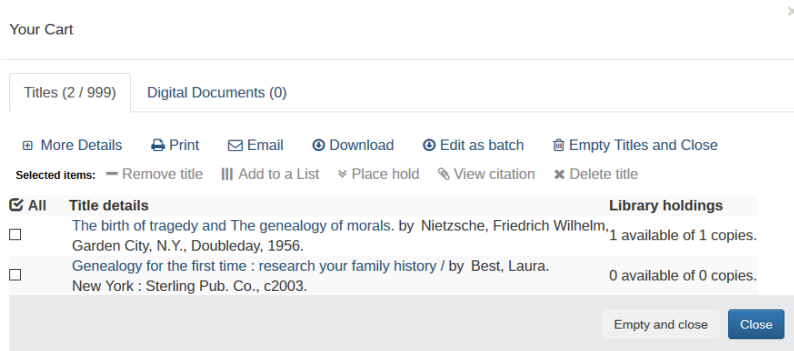 ×
Your Cart
Titles (2 / 999) Digital Documents (0)
More Details Print Email Download Edit as batch Empty Titles and Close
Selected items: Remove title Add to a List Place hold View citation Delete title
All Title details Library holdings
The birth of tragedy and The genealogy of morals. by Nietzsche, Friedrich Wilhelm,
Garden City, N.Y., Doubleday, 1956. 1 available of 1 copies.
Genealogy for the first time : research your family history / by Best, Laura.
New York : Sterling Pub. Co., c2003. 0 available of 0 copies.
Empty and close Close